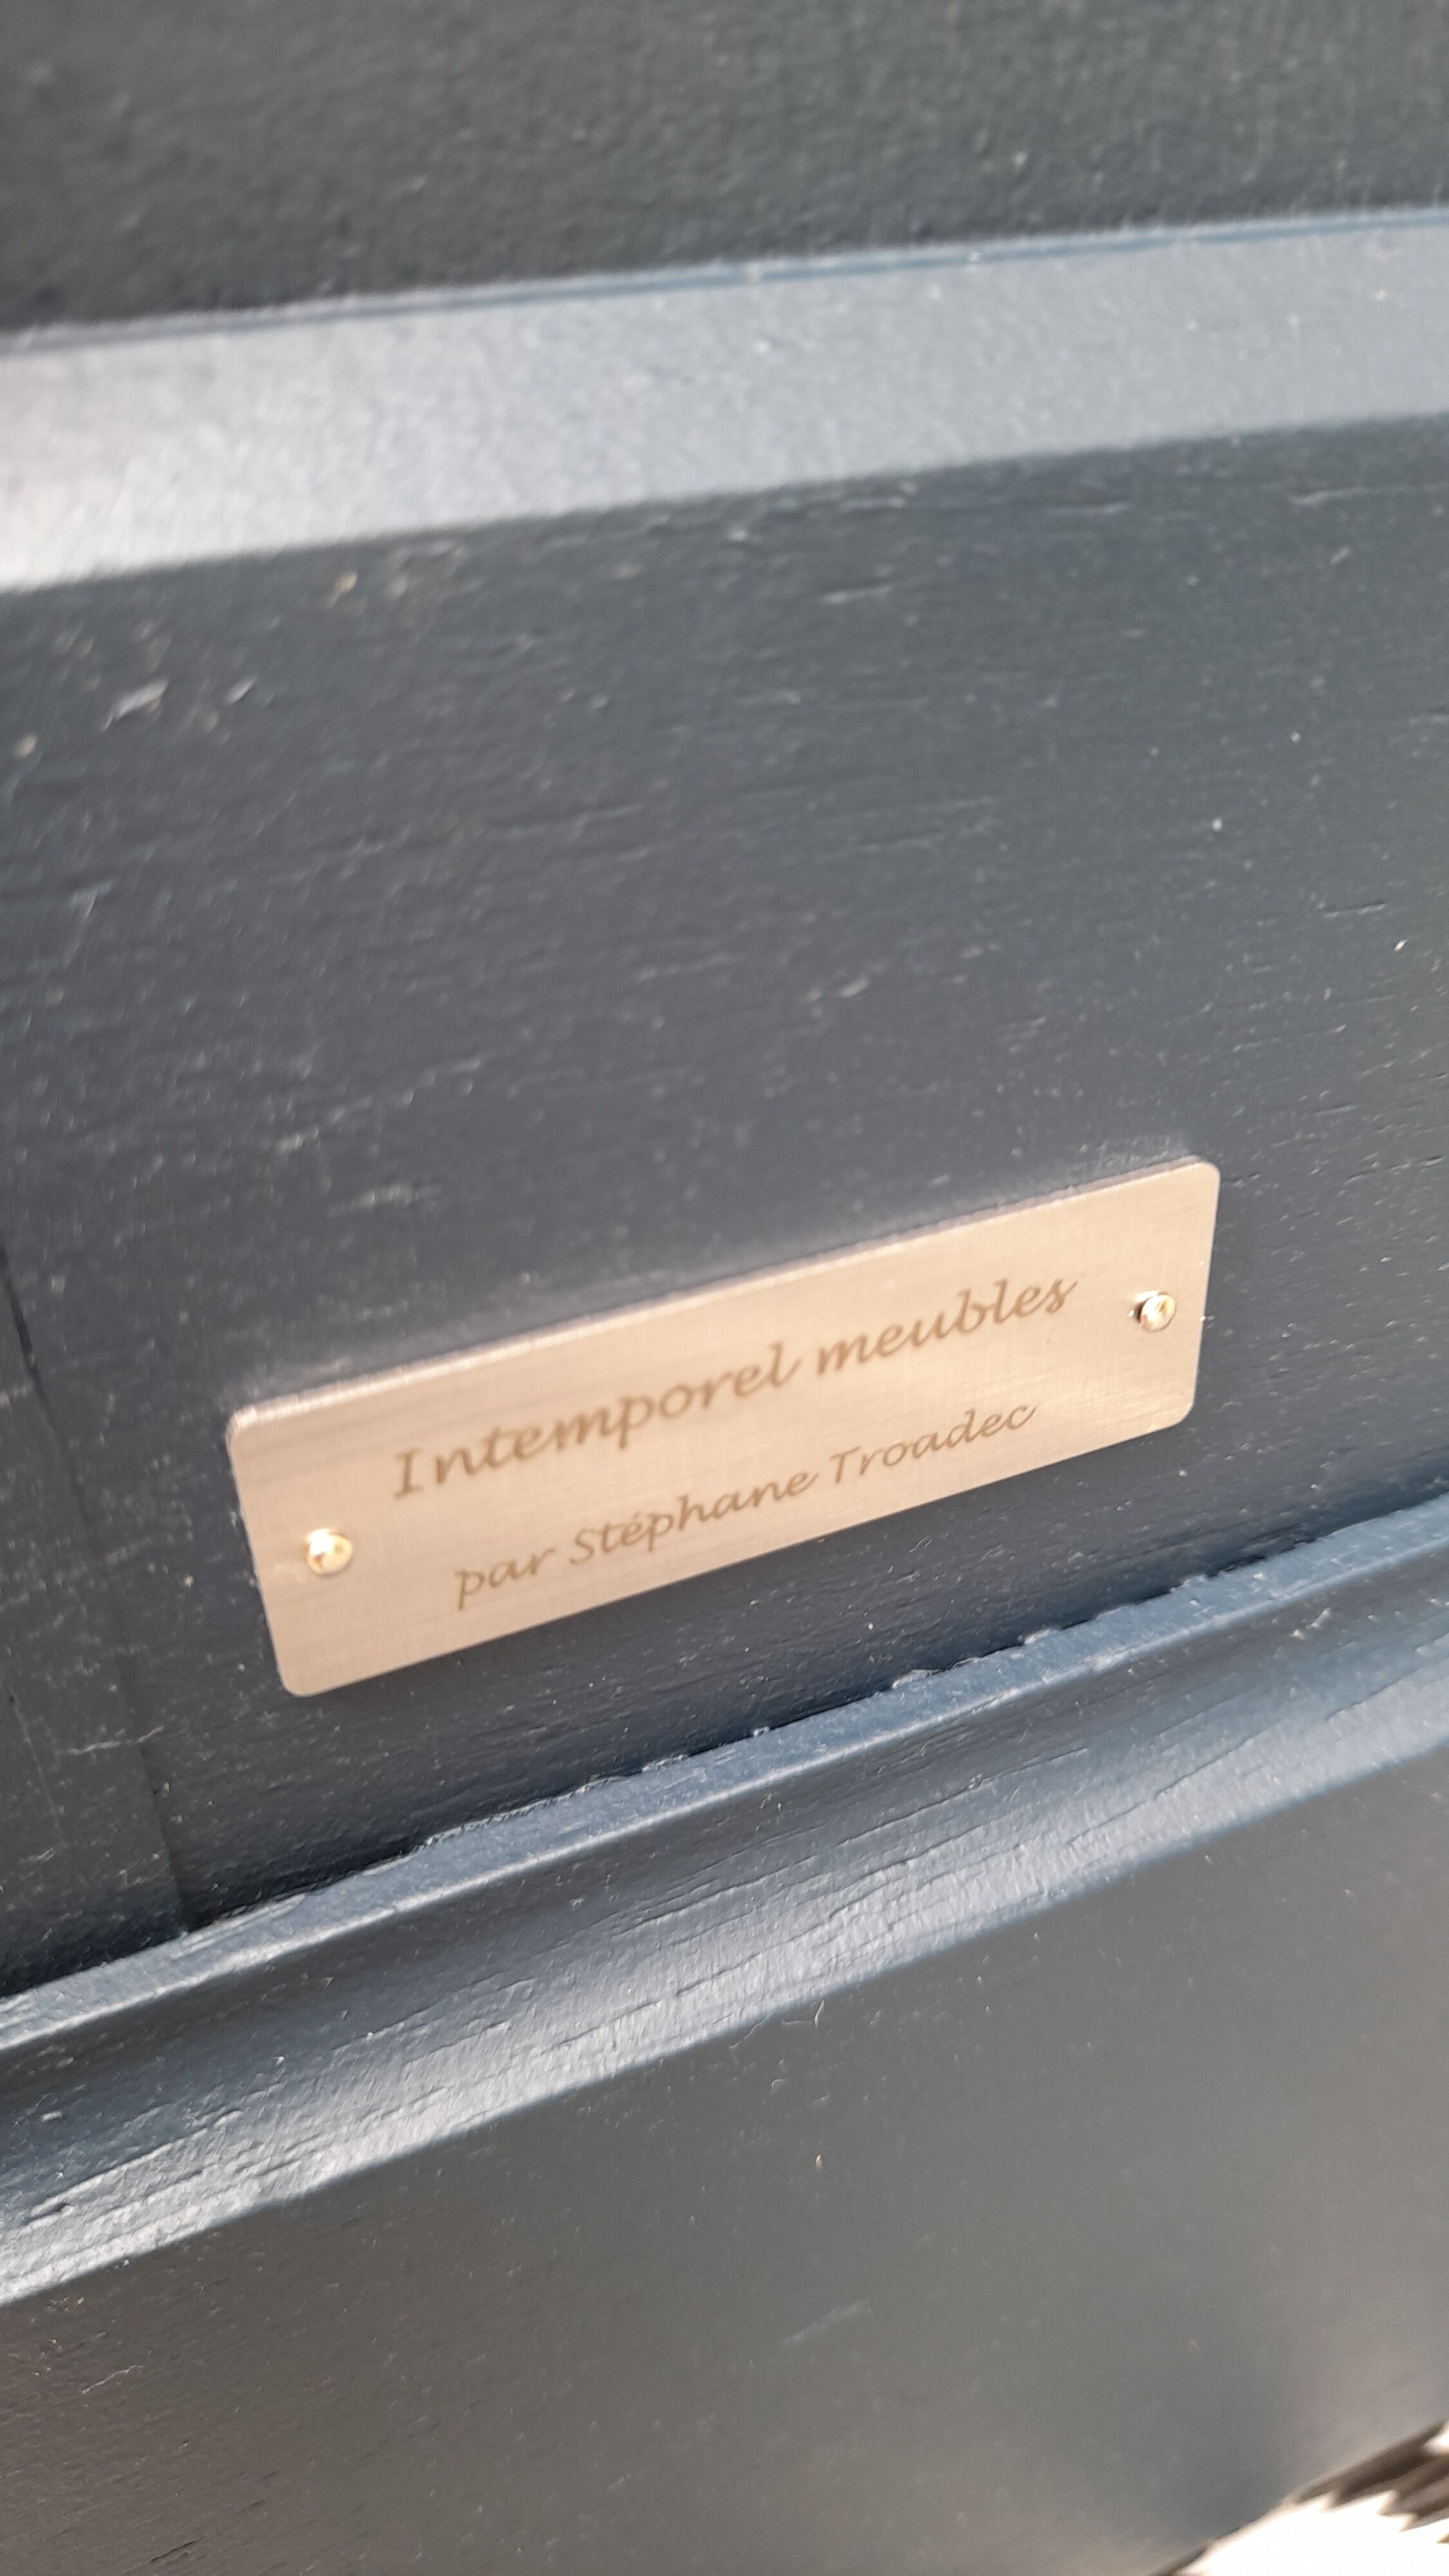 Intemporel meubles
par Stéphane Troadec